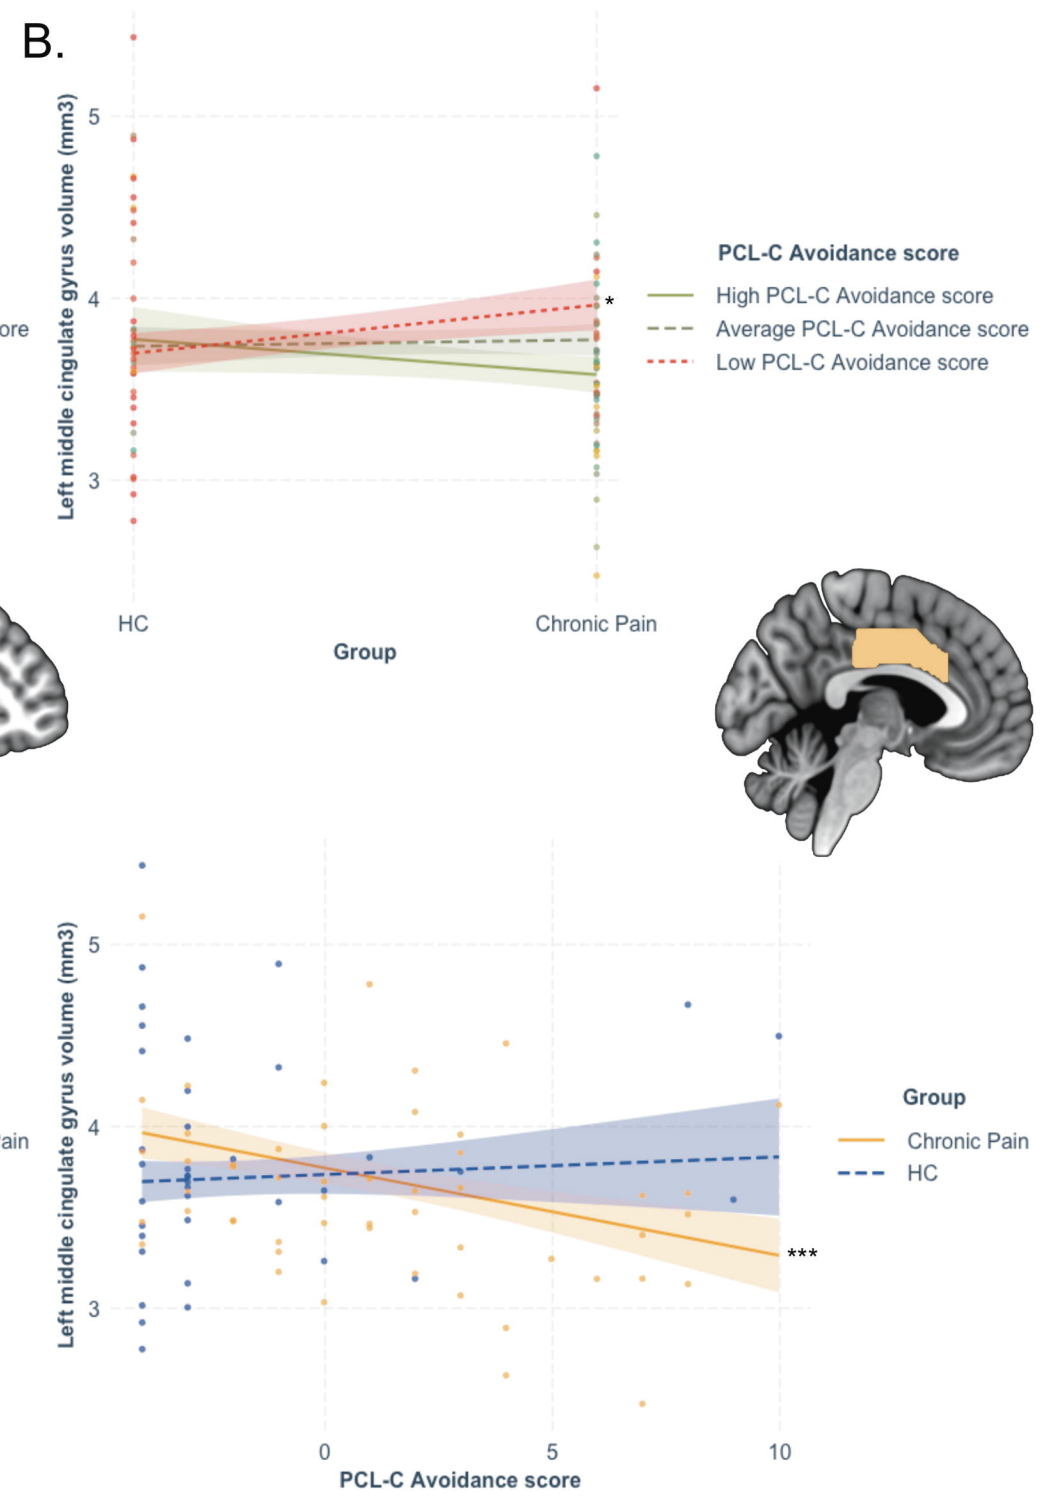 B.
Left middle cingulate gyrus volume (mm3)
5
4
3
*
ore
HC
Chronic Pain
Group
PCL-C Avoidance score
High PCL-C Avoidance score
Average PCL-C Avoidance score
Low PCL-C Avoidance score
Left middle cingulate gyrus volume (mm3)
5
4
3
ain
***
0
5
10
PCL-C Avoidance score
Group
Chronic Pain
HC